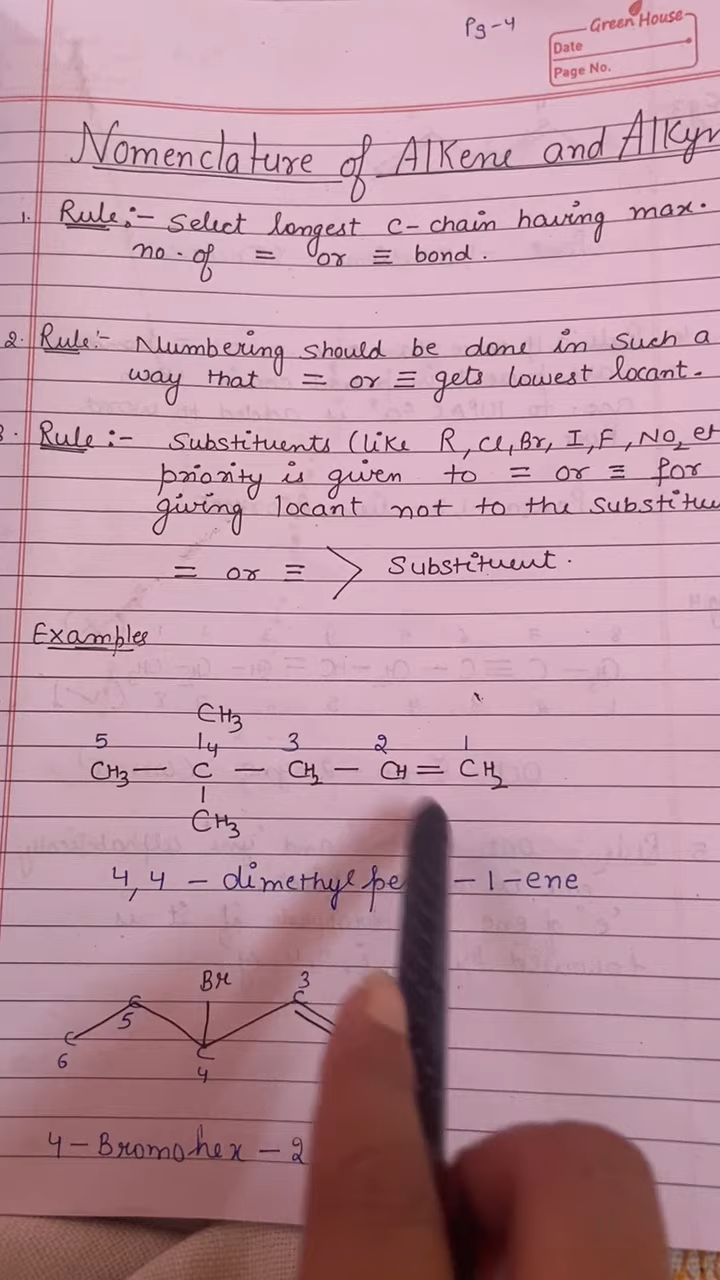 Pg-4
Green House
Date
Page No.
Nomenclature of Alkene and Alkyn
1. Rule:- Select longest C-chain having max.
no. of = or ≡ bond.
2. Rule:- Numbering should be done in such a
way that = or ≡ gets lowest locant.
3. Rule:- Substituents (like R, Cl, Br, I, F, NO2, et
priority is given to = or ≡ for
giving locant not to the Substitue
= or ≡ > Substituent.
Examples
CH3
5 4 3 2 1
CH3 — C — CH2 — CH = CH2
CH3
4,4 - dimethyl pe -1-ene
Br 3
C C
C 5
6 C
4
4-Bromohex-2